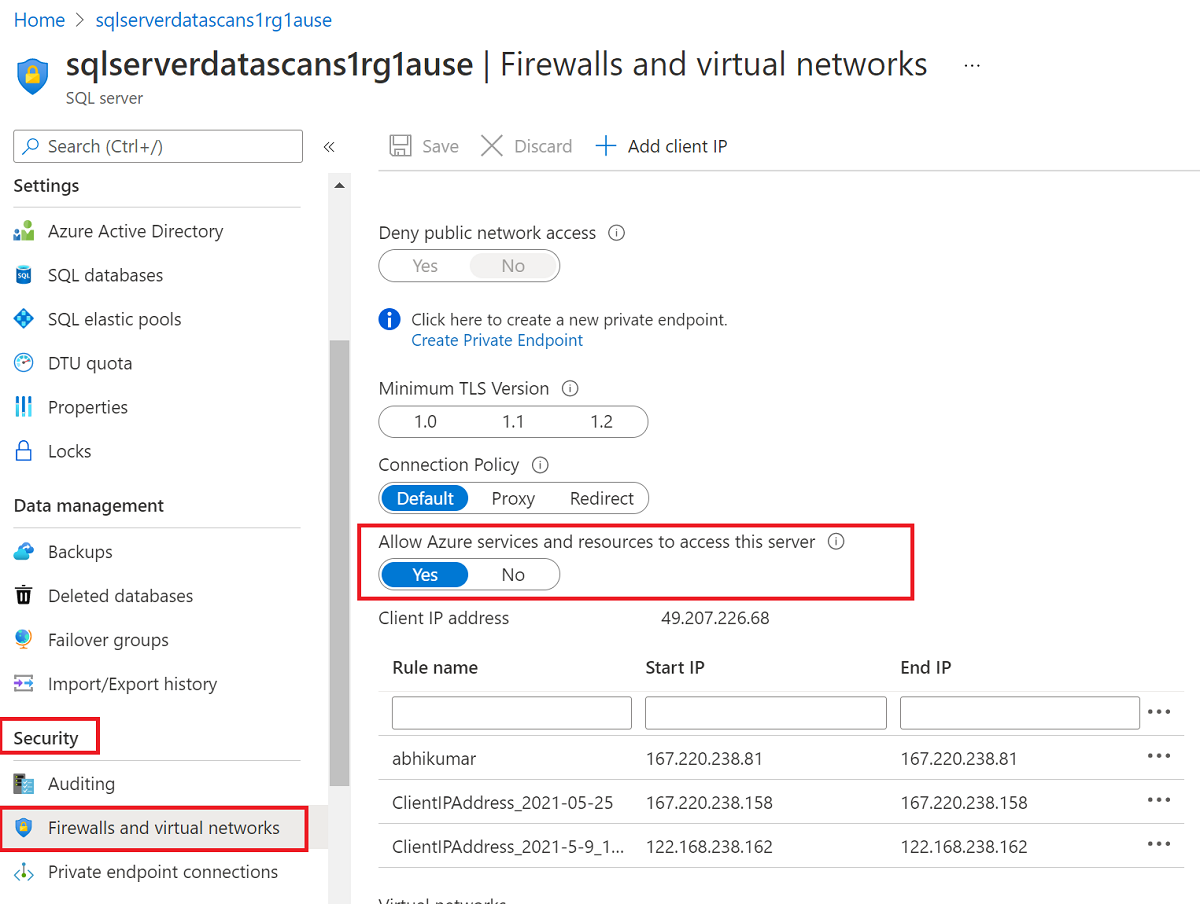 Home > sqlserverdatascans1rg1ause
sqlserverdatascans1rg1ause | Firewalls and virtual networks ...
SQL server
Search (Ctrl+/) «
Settings
Azure Active Directory
SQL databases
SQL elastic pools
DTU quota
Properties
Locks
Data management
Backups
Deleted databases
Failover groups
Import/Export history
Security
Auditing
Firewalls and virtual networks
Private endpoint connections
Save Discard Add client IP
Deny public network access
Yes No
Click here to create a new private endpoint.
Create Private Endpoint
Minimum TLS Version
1.0 1.1 1.2
Connection Policy
Default Proxy Redirect
Allow Azure services and resources to access this server
Yes No
Client IP address 49.207.226.68
Rule name Start IP End IP
abhikumar 167.220.238.81 167.220.238.81
ClientIPAddress_2021-05-25 167.220.238.158 167.220.238.158
ClientIPAddress_2021-5-9_1... 122.168.238.162 122.168.238.162
Virtual networks